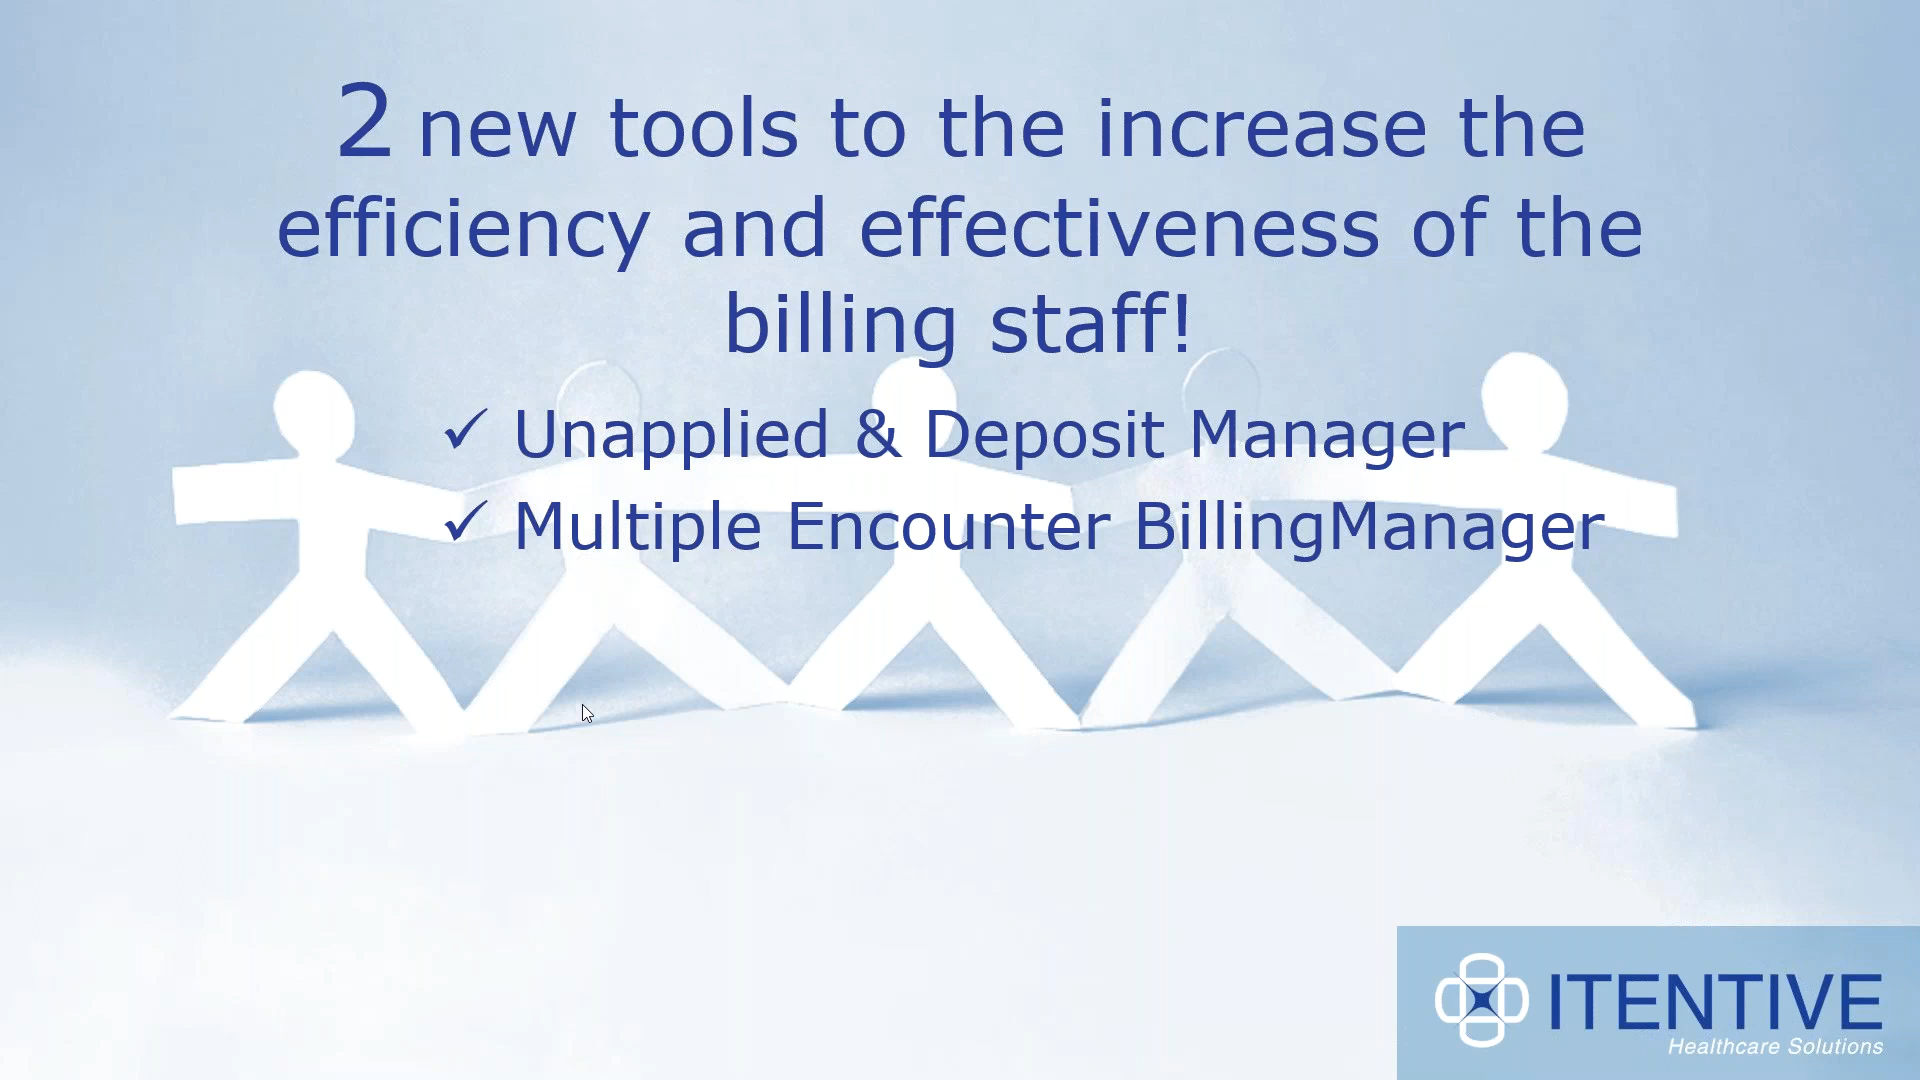 2 new tools to the increase the
efficiency and effectiveness of the
billing staff!
✓ Unapplied & Deposit Manager
✓ Multiple Encounter BillingManager
ITENTIVE
Healthcare Solutions